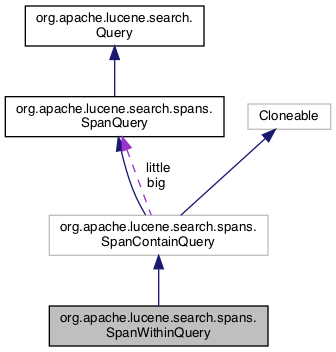 org.apache.lucene.search.
Query
org.apache.lucene.search.spans.
SpanQuery
Cloneable
little
big
org.apache.lucene.search.spans.
SpanContainQuery
org.apache.lucene.search.spans.
SpanWithinQuery